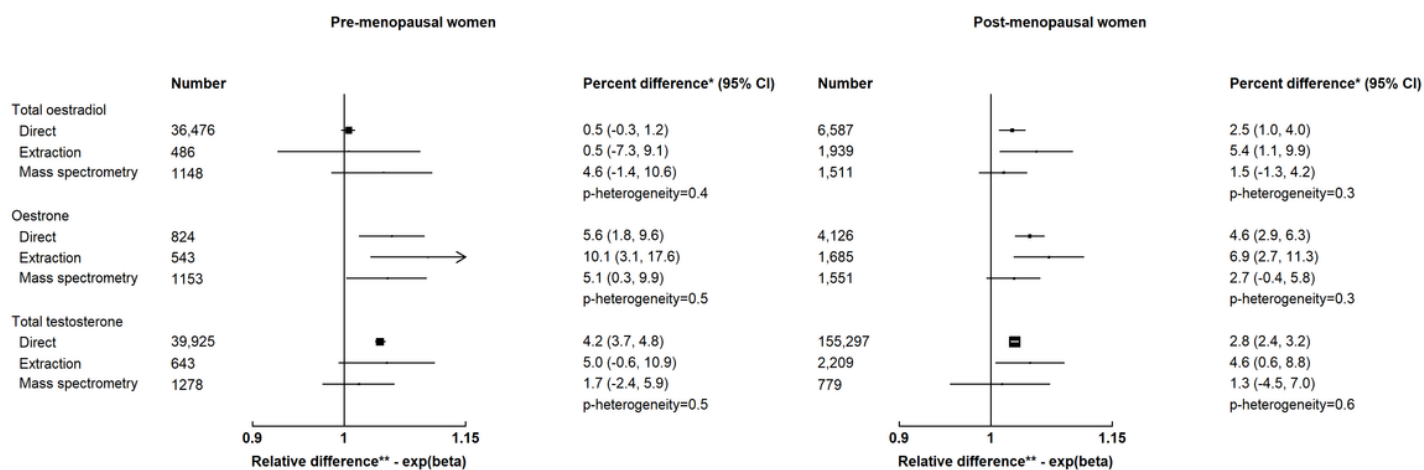 Pre-menopausal women Post-menopausal women
Number Percent difference* (95% CI) Number Percent difference* (95% CI)
Total oestradiol
Direct 36,476 0.5 (-0.3, 1.2) 6,587 2.5 (1.0, 4.0)
Extraction 486 0.5 (-7.3, 9.1) 1,939 5.4 (1.1, 9.9)
Mass spectrometry 1148 4.6 (-1.4, 10.6) 1,511 1.5 (-1.3, 4.2)
p-heterogeneity=0.4 p-heterogeneity=0.3
Oestrone
Direct 824 5.6 (1.8, 9.6) 4,126 4.6 (2.9, 6.3)
Extraction 543 10.1 (3.1, 17.6) 1,685 6.9 (2.7, 11.3)
Mass spectrometry 1153 5.1 (0.3, 9.9) 1,551 2.7 (-0.4, 5.8)
p-heterogeneity=0.5 p-heterogeneity=0.3
Total testosterone
Direct 39,925 4.2 (3.7, 4.8) 155,297 2.8 (2.4, 3.2)
Extraction 643 5.0 (-0.6, 10.9) 2,209 4.6 (0.6, 8.8)
Mass spectrometry 1278 1.7 (-2.4, 5.9) 779 1.3 (-4.5, 7.0)
p-heterogeneity=0.5 p-heterogeneity=0.6
0.9 1 1.15 0.9 1 1.15
Relative difference** - exp(beta) Relative difference** - exp(beta)